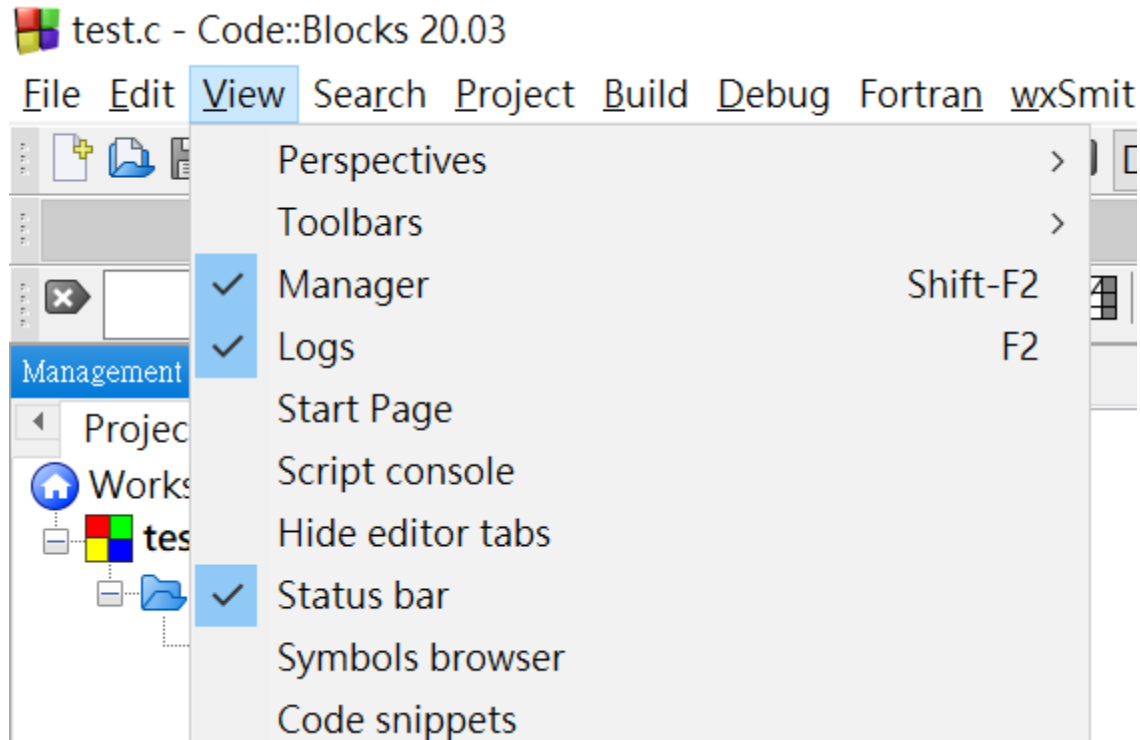 test.c - Code::Blocks 20.03
File Edit View Search Project Build Debug Fortran wxSmit
Perspectives
Toolbars
Manager Shift-F2
Logs F2
Management
Start Page
Projec
Script console
Works
Hide editor tabs
tes
Status bar
Symbols browser
Code snippets